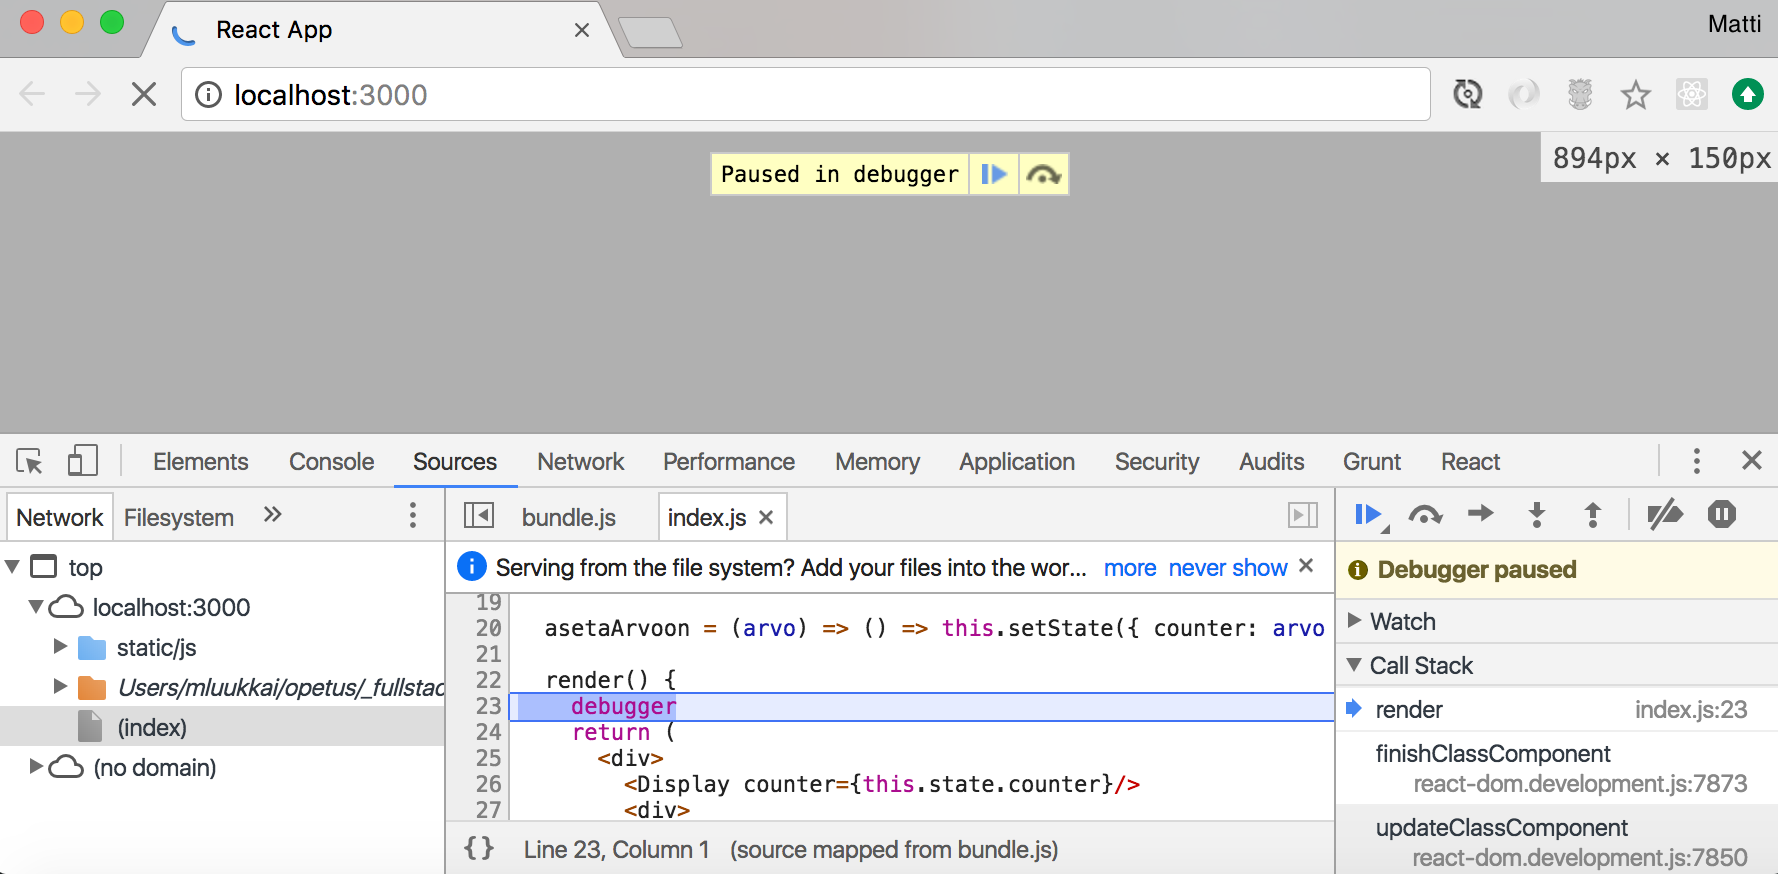 React App
Matti
localhost:3000
894px × 150px
Paused in debugger
Elements Console Sources Network Performance Memory Application Security Audits Grunt React
Network Filesystem »
top
localhost:3000
static/js
Users/mluukkai/opetus/_fullstac
(index)
(no domain)
bundle.js index.js
Serving from the file system? Add your files into the wor... more never show
19
20 asetaArvoon = (arvo) => () => this.setState({ counter: arvo
21
22 render() {
23 debugger
24 return (
25 <div>
26 <Display counter={this.state.counter}/>
27 <div>
{} Line 23, Column 1 (source mapped from bundle.js)
Debugger paused
Watch
Call Stack
render index.js:23
finishClassComponent
react-dom.development.js:7873
updateClassComponent
react-dom.development.js:7850